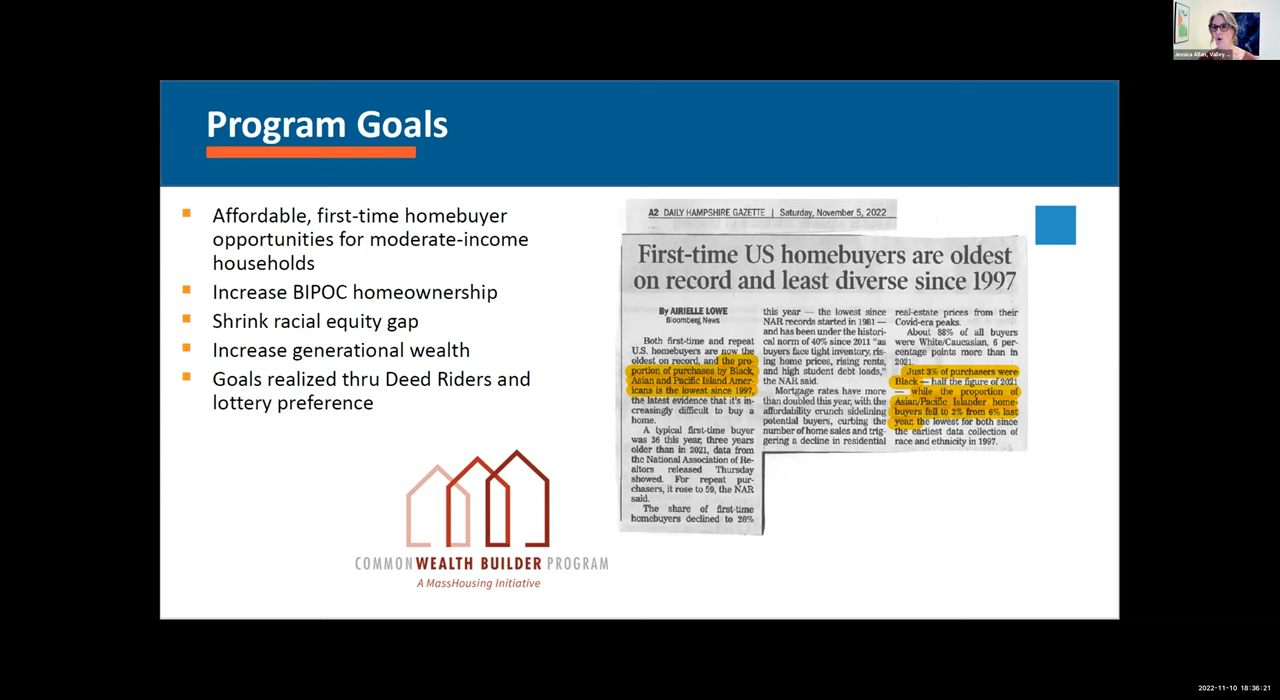 Jessica Allan, Valley ...
Program Goals
Affordable, first-time homebuyer
opportunities for moderate-income
households
Increase BIPOC homeownership
Shrink racial equity gap
Increase generational wealth
Goals realized thru Deed Riders and
lottery preference
COMMONWEALTH BUILDER PROGRAM
A MassHousing Initiative
A2 DAILY HAMPSHIRE GAZETTE | Saturday, November 5, 2022
First-time US homebuyers are oldest
on record and least diverse since 1997
By AIRIELLE LOWE
Bloomberg News
Both first-time and repeat
U.S. homebuyers are now the
oldest on record, and the pro-
portion of purchases by Black,
Asian and Pacific Island Amer-
icans is the lowest since 1997,
the latest evidence that it's in-
creasingly difficult to buy a
home.
A typical first-time buyer
was 36 this year, three years
older than in 2021, data from
the National Association of Re-
altors released Thursday
showed. For repeat pur-
chasers, it rose to 59, the NAR
said.
The share of first-time
homebuyers declined to 26%
this year — the lowest since
NAR records started in 1981 —
and has been under the histori-
cal norm of 40% since 2011 "as
buyers face tight inventory, ris-
ing home prices, rising rents,
and high student debt loads,"
the NAR said.
Mortgage rates have more
than doubled this year, with the
affordability crunch sidelining
potential buyers, curbing the
number of home sales and trig-
gering a decline in residential
real-estate prices from their
Covid-era peaks.
About 88% of all buyers
were White/Caucasian, 6 per-
centage points more than in
2021.
Just 3% of purchasers were
Black — half the figure of 2021
— while the proportion of
Asian/Pacific Islander home-
buyers fell to 2% from 6% last
year, the lowest for both since
the earliest data collection of
race and ethnicity in 1997.
2022-11-10 18:36:21